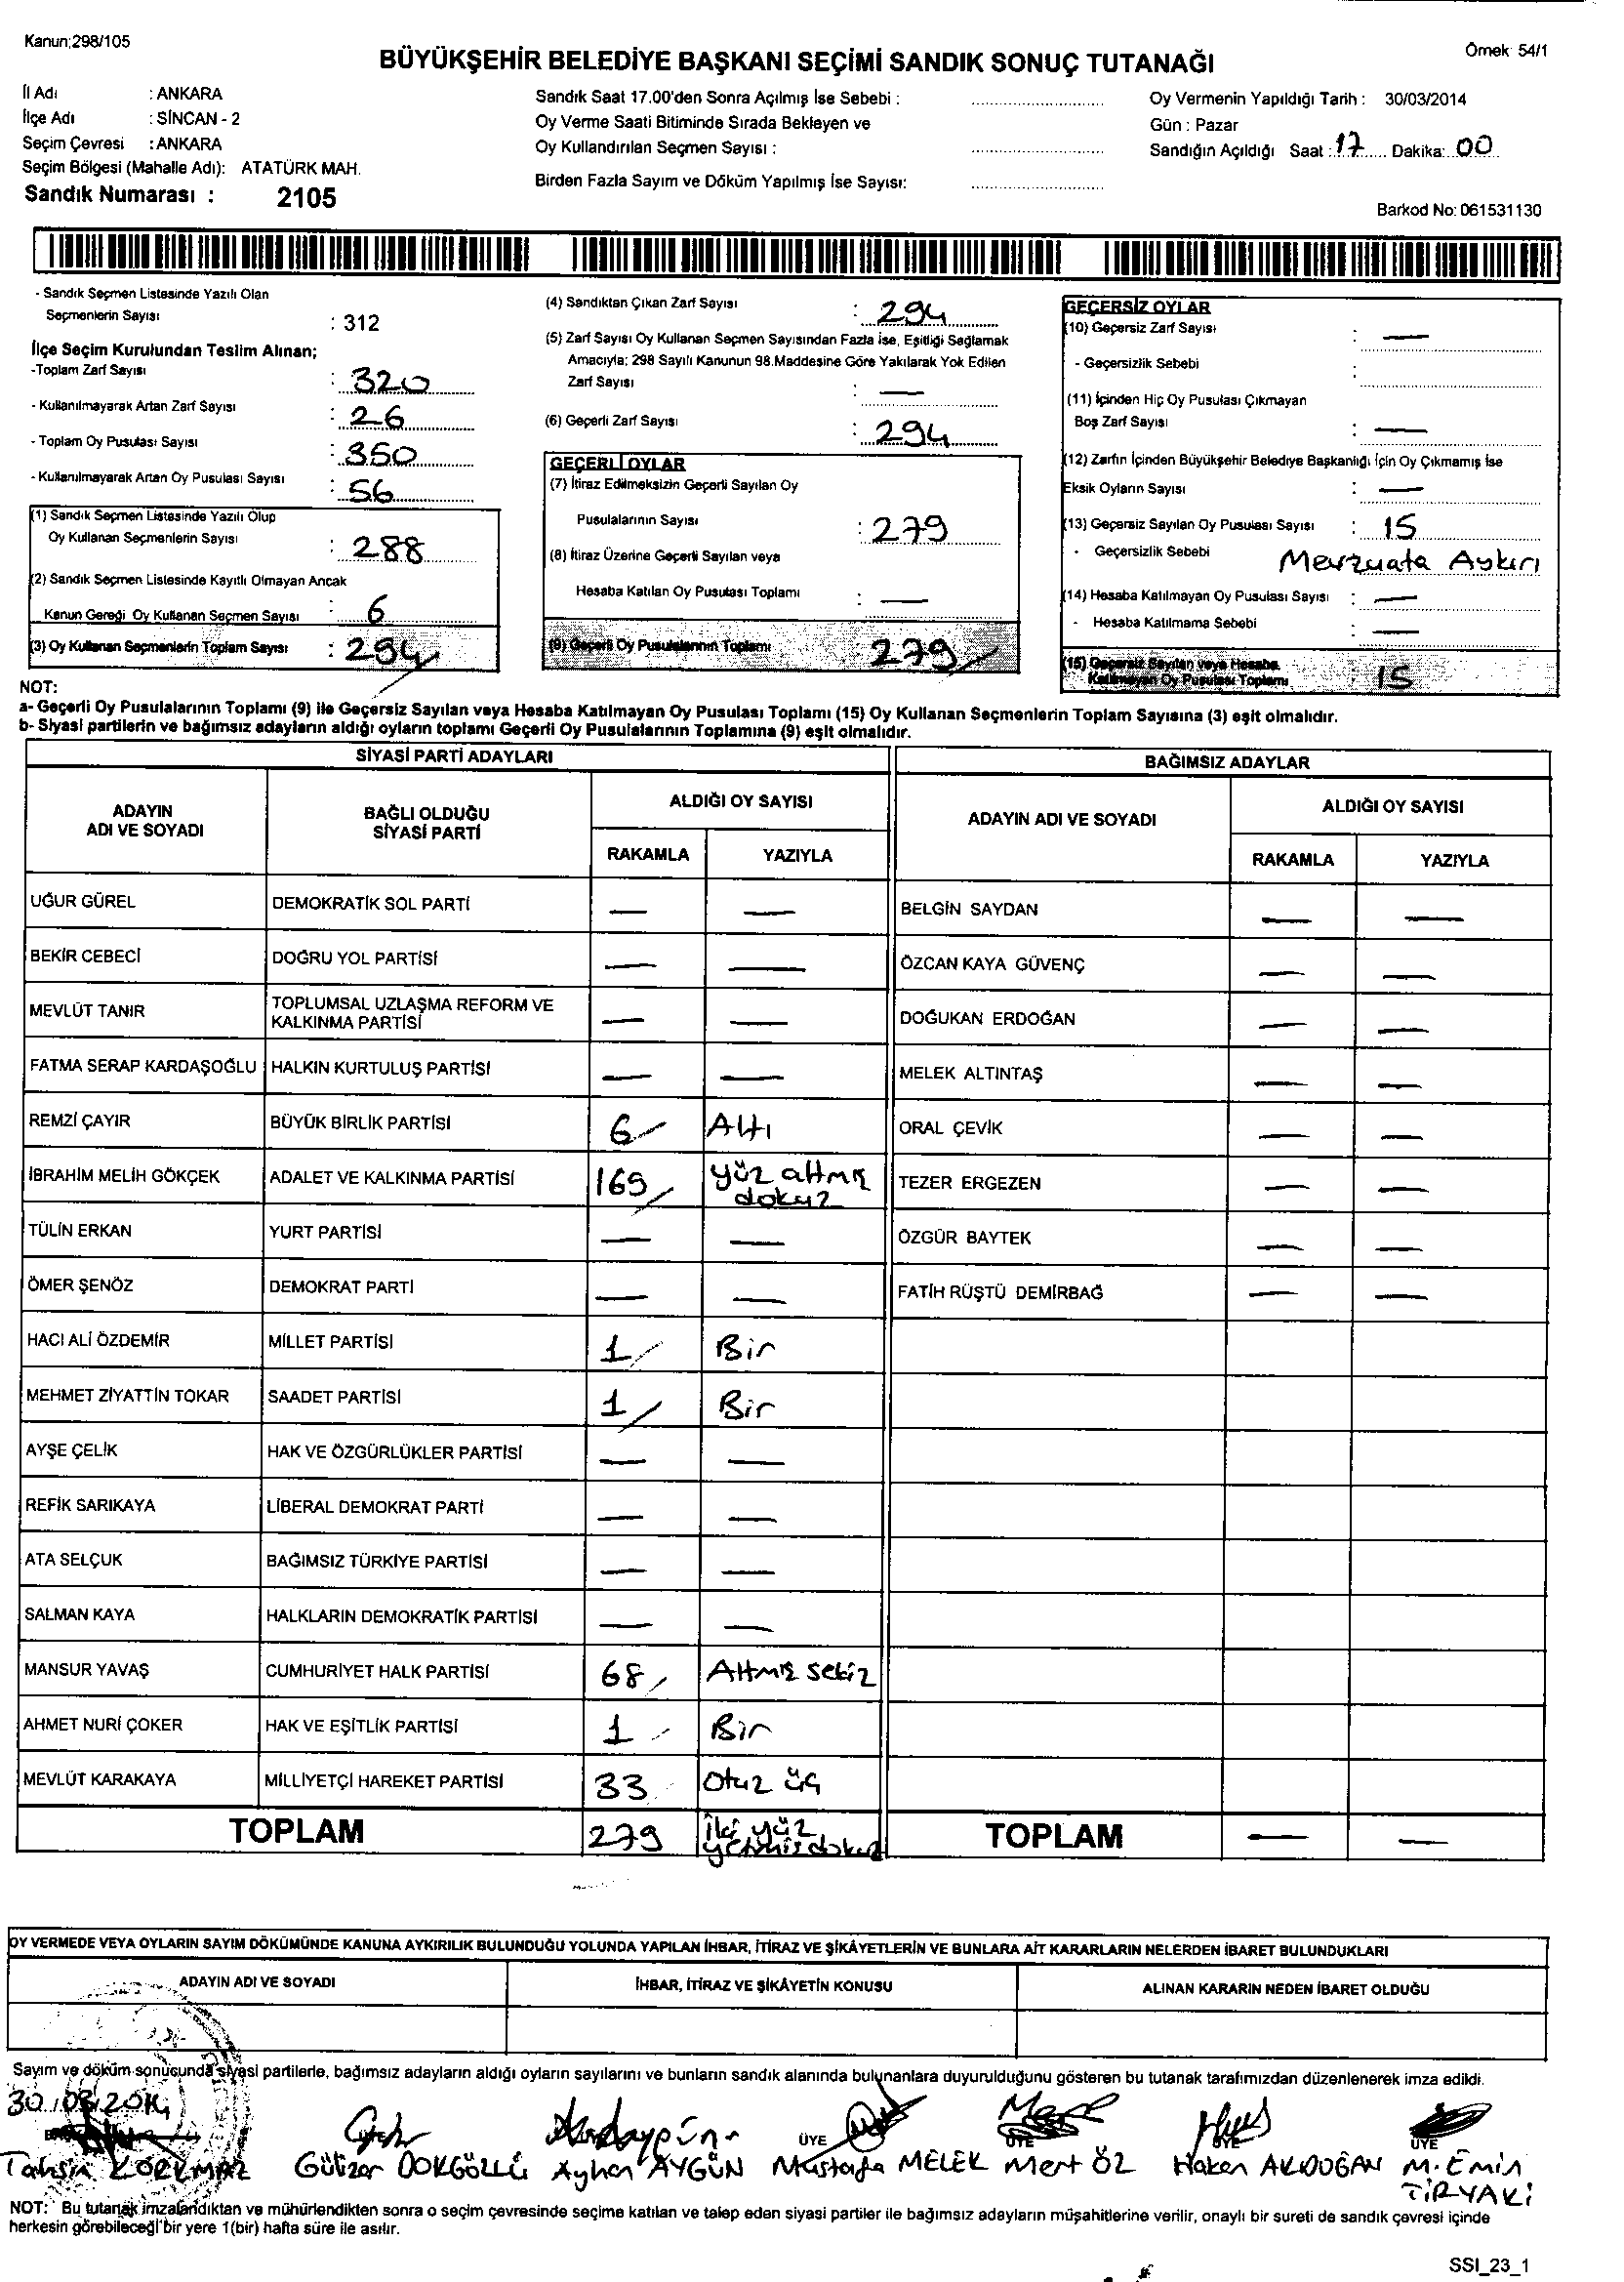 Kanun;298/105
Örnek 54/1
BÜYÜKŞEHİR BELEDİYE BAŞKANI SEÇİMİ SANDIK SONUÇ TUTANAĞI
İl Adı : ANKARA
İlçe Adı : SİNCAN - 2
Seçim Çevresi : ANKARA
Seçim Bölgesi (Mahalle Adı): ATATÜRK MAH.
Sandık Numarası : 2105
Sandık Saat 17.00'den Sonra Açılmış İse Sebebi :
Oy Verme Saati Bitiminde Sırada Bekleyen ve
Oy Kullandırılan Seçmen Sayısı :
Birden Fazla Sayım ve Döküm Yapılmış İse Sayısı:
Oy Vermenin Yapıldığı Tarih : 30/03/2014
Gün : Pazar
Sandığın Açıldığı Saat : 17 Dakika: 00
Barkod No: 061531130
- Sandık Seçmen Listesinde Yazılı Olan
Seçmenlerin Sayısı : 312
İlçe Seçim Kurulundan Teslim Alınan;
-Toplam Zarf Sayısı : 320
- Kullanılmayarak Artan Zarf Sayısı : 26
- Toplam Oy Pusulası Sayısı : 350
- Kullanılmayarak Artan Oy Pusulası Sayısı : 56
(1) Sandık Seçmen Listesinde Yazılı Olup
Oy Kullanan Seçmenlerin Sayısı : 288
(2) Sandık Seçmen Listesinde Kayıtlı Olmayan Ancak
Kanun Gereği Oy Kullanan Seçmen Sayısı : 6
(3) Oy Kullanan Seçmenlerin Toplam Sayısı : 294
(4) Sandıktan Çıkan Zarf Sayısı : 294
(5) Zarf Sayısı Oy Kullanan Seçmen Sayısından Fazla İse, Eşitliği Sağlamak
Amacıyla; 298 Sayılı Kanunun 98.Maddesine Göre Yakılarak Yok Edilen
Zarf Sayısı : —
(6) Geçerli Zarf Sayısı : 294
GEÇERLİ OYLAR
(7) İtiraz Edilmeksizin Geçerli Sayılan Oy
Pusulalarının Sayısı : 279
(8) İtiraz Üzerine Geçerli Sayılan veya
Hesaba Katılan Oy Pusulası Toplamı : —
(9) Geçerli Oy Pusulalarının Toplamı 279
GEÇERSİZ OYLAR
(10) Geçersiz Zarf Sayısı : —
- Geçersizlik Sebebi :
(11) İçinden Hiç Oy Pusulası Çıkmayan
Boş Zarf Sayısı : —
(12) Zarfın İçinden Büyükşehir Belediye Başkanlığı İçin Oy Çıkmamış İse
Eksik Oyların Sayısı : —
(13) Geçersiz Sayılan Oy Pusulası Sayısı : 15
- Geçersizlik Sebebi Mevzuata Aykırı
(14) Hesaba Katılmayan Oy Pusulası Sayısı : —
- Hesaba Katılmama Sebebi : —
(15) Geçersiz Sayılan veya Hesaba
Katılmayan Oy Pusulası Toplamı : 15
NOT:
a- Geçerli Oy Pusulalarının Toplamı (9) ile Geçersiz Sayılan veya Hesaba Katılmayan Oy Pusulası Toplamı (15) Oy Kullanan Seçmenlerin Toplam Sayısına (3) eşit olmalıdır.
b- Siyasi partilerin ve bağımsız adayların aldığı oyların toplamı Geçerli Oy Pusulalarının Toplamına (9) eşit olmalıdır.
SİYASİ PARTİ ADAYLARI
ADAYIN ADI VE SOYADI BAĞLI OLDUĞU SİYASİ PARTİ ALDIĞI OY SAYISI
RAKAMLA YAZIYLA
UĞUR GÜREL DEMOKRATİK SOL PARTİ — —
BEKİR CEBECİ DOĞRU YOL PARTİSİ — —
MEVLÜT TANIR TOPLUMSAL UZLAŞMA REFORM VE KALKINMA PARTİSİ — —
FATMA SERAP KARDAŞOĞLU HALKIN KURTULUŞ PARTİSİ — —
REMZİ ÇAYIR BÜYÜK BİRLİK PARTİSİ 6 Altı
İBRAHİM MELİH GÖKÇEK ADALET VE KALKINMA PARTİSİ 169 yüz altmış dokuz
TÜLİN ERKAN YURT PARTİSİ — —
ÖMER ŞENÖZ DEMOKRAT PARTİ — —
HACI ALİ ÖZDEMİR MİLLET PARTİSİ 1 Bir
MEHMET ZİYATTİN TOKAR SAADET PARTİSİ 1 Bir
AYŞE ÇELİK HAK VE ÖZGÜRLÜKLER PARTİSİ — —
REFİK SARIKAYA LİBERAL DEMOKRAT PARTİ — —
ATA SELÇUK BAĞIMSIZ TÜRKİYE PARTİSİ — —
SALMAN KAYA HALKLARIN DEMOKRATİK PARTİSİ — —
MANSUR YAVAŞ CUMHURİYET HALK PARTİSİ 68 Altmış sekiz
AHMET NURİ ÇOKER HAK VE EŞİTLİK PARTİSİ 1 Bir
MEVLÜT KARAKAYA MİLLİYETÇİ HAREKET PARTİSİ 33 Otuz üç
TOPLAM 279 İki yüz yetmiş dokuz
BAĞIMSIZ ADAYLAR
ADAYIN ADI VE SOYADI ALDIĞI OY SAYISI
RAKAMLA YAZIYLA
BELGİN SAYDAN — —
ÖZCAN KAYA GÜVENÇ — —
DOĞUKAN ERDOĞAN — —
MELEK ALTINTAŞ — —
ORAL ÇEVİK — —
TEZER ERGEZEN — —
ÖZGÜR BAYTEK — —
FATİH RÜŞTÜ DEMİRBAĞ — —
TOPLAM — —
OY VERMEDE VEYA OYLARIN SAYIM DÖKÜMÜNDE KANUNA AYKIRILIK BULUNDUĞU YOLUNDA YAPILAN İHBAR, İTİRAZ VE ŞİKÂYETLERİN VE BUNLARA AİT KARARLARIN NELERDEN İBARET BULUNDUKLARI
ADAYIN ADI VE SOYADI İHBAR, İTİRAZ VE ŞİKÂYETİN KONUSU ALINAN KARARIN NEDEN İBARET OLDUĞU
Sayım ve döküm sonucunda siyasi partilerle, bağımsız adayların aldığı oyların sayılarını ve bunların sandık alanında bulunanlara duyurulduğunu gösteren bu tutanak tarafımızdan düzenlenerek imza edildi.
30/03/2014
ÜYE ÜYE ÜYE ÜYE
Tahsin KORKMAZ Gülizar DOKGÖLLÜ Ayhan AYGÜN Mustafa MELEK Mert ÖZ Hakan AKDOĞAN M. Emin
TİRYAKİ
NOT: Bu tutanak imzalandıktan ve mühürlendikten sonra o seçim çevresinde seçime katılan ve talep eden siyasi partiler ile bağımsız adayların müşahitlerine verilir, onaylı bir sureti de sandık çevresi içinde
herkesin görebileceği bir yere 1(bir) hafta süre ile asılır.
SSI_23_1